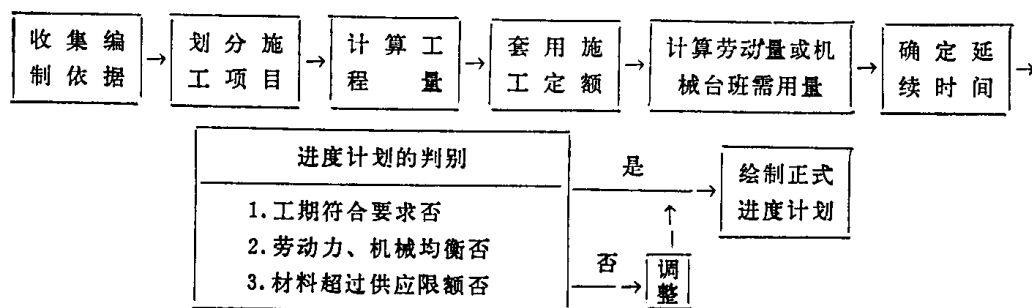 收集编
制依据
划分施
工项目
计算工
程量
套用施
工定额
计算劳动量或机
械台班需用量
确定延
续时间
进度计划的判别
1.工期符合要求否
2.劳动力、机械均衡否
3.材料超过供应限额否
是
否
调
整
绘制正式
进度计划